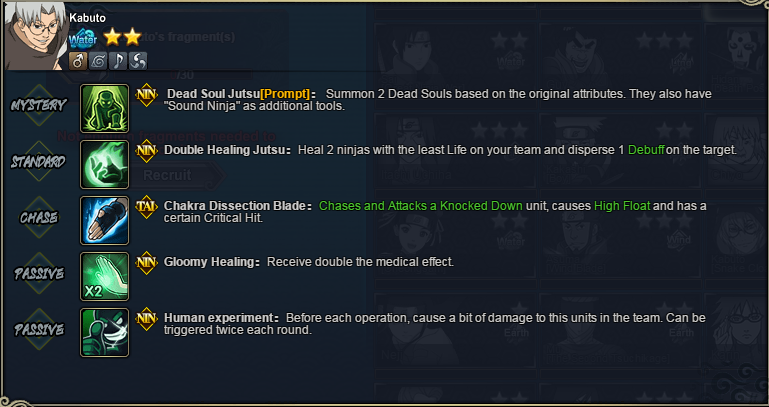 Kabuto
Water
's fragment(s)
/30
MYSTERY
NIN Dead Soul Jutsu[Prompt]: Summon 2 Dead Souls based on the original attributes. They also have
"Sound Ninja" as additional tools.
STANDARD
NIN Double Healing Jutsu: Heal 2 ninjas with the least Life on your team and disperse 1 Debuff on the target.
Recruit
CHASE
TAI Chakra Dissection Blade: Chases and Attacks a Knocked Down unit, causes High Float and has a
certain Critical Hit.
PASSIVE
X2
NIN Gloomy Healing: Receive double the medical effect.
PASSIVE
NIN Human experiment: Before each operation, cause a bit of damage to this units in the team. Can be
triggered twice each round.
Earth
Earth